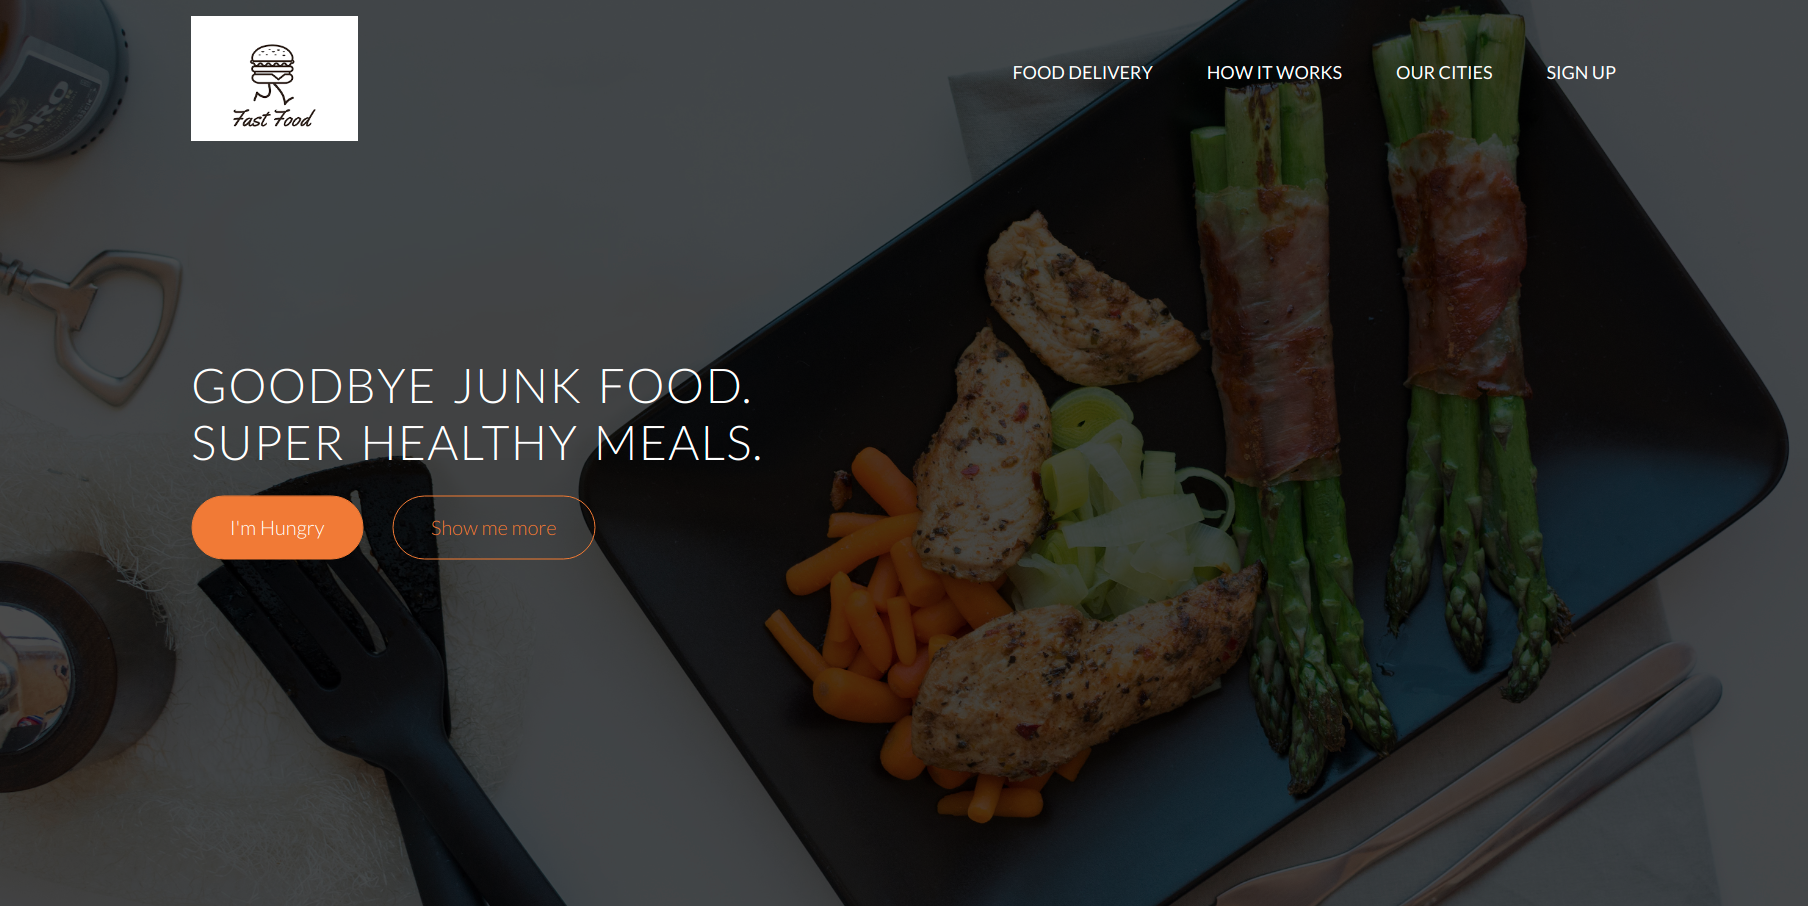 Fast Food
FOOD DELIVERY
HOW IT WORKS
OUR CITIES
SIGN UP
GOODBYE JUNK FOOD.
SUPER HEALTHY MEALS.
I'm Hungry
Show me more